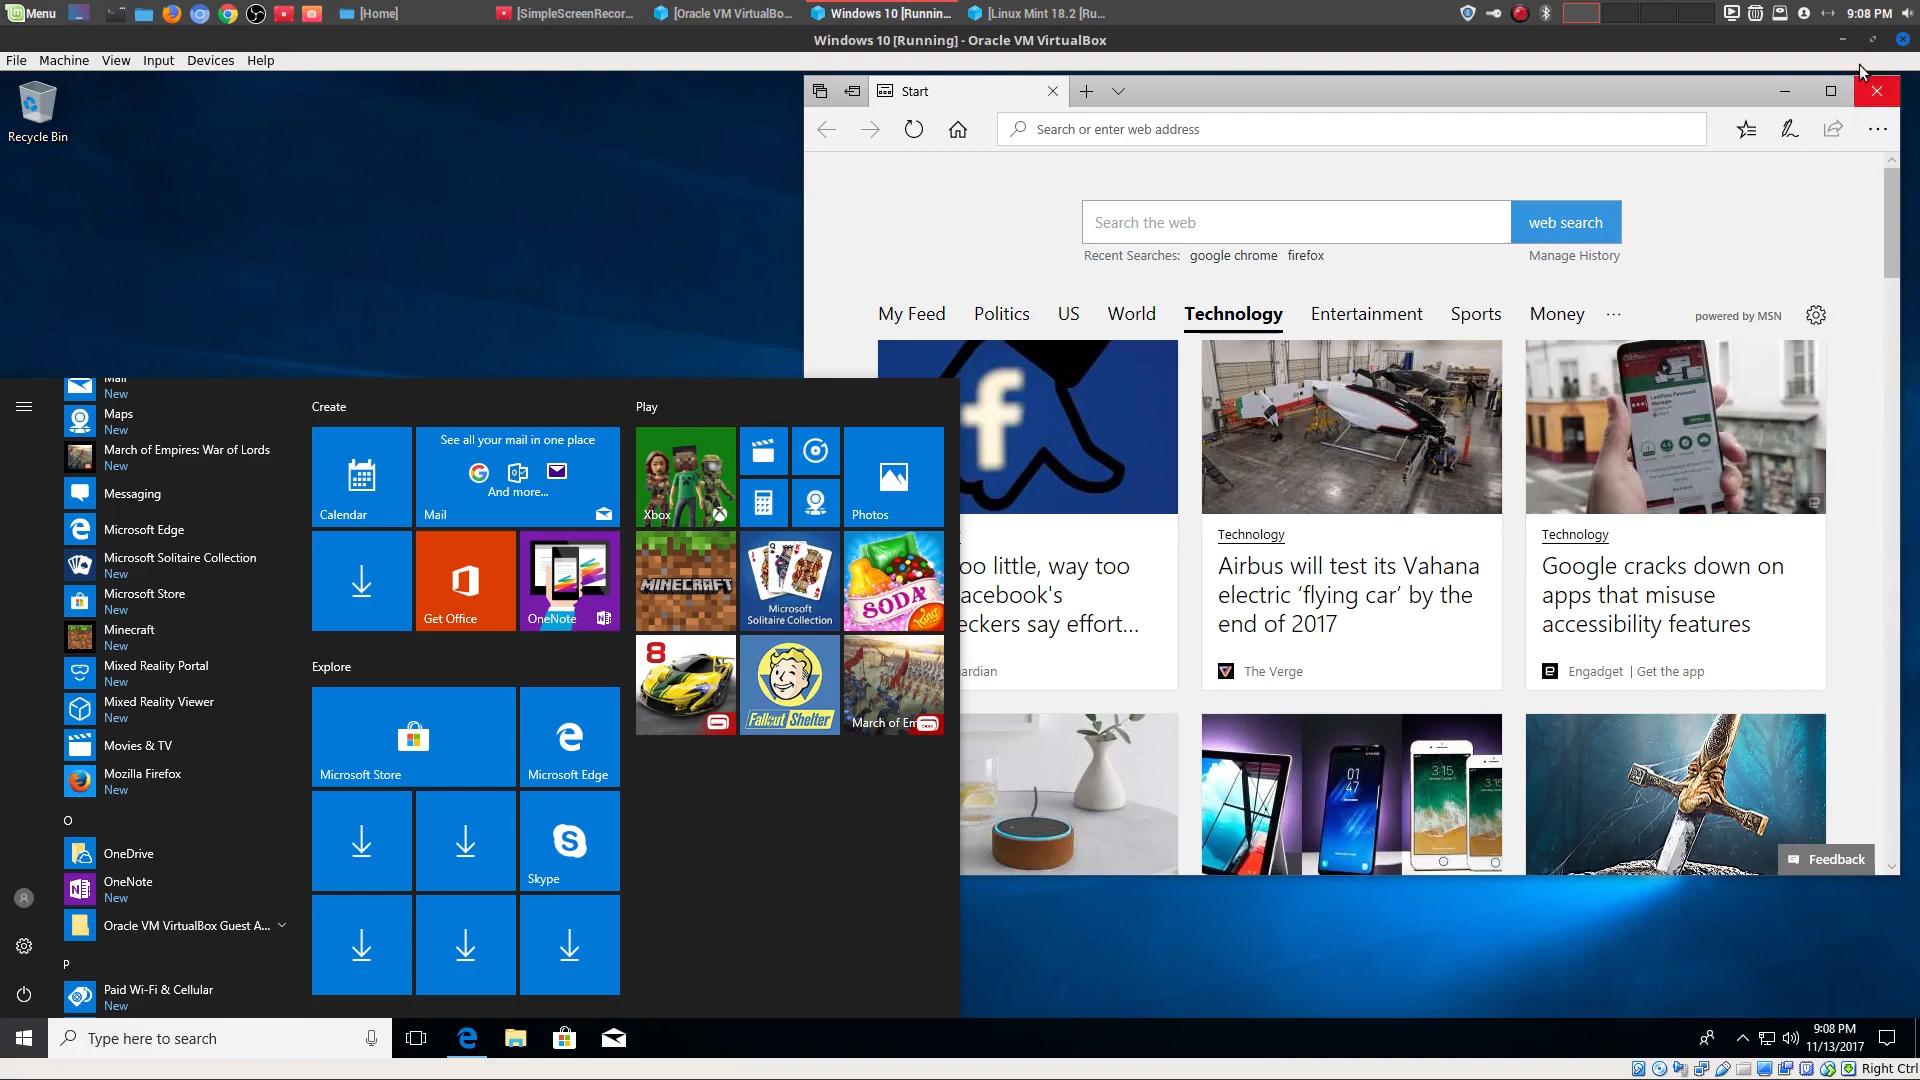 Menu
[Home]
[SimpleScreenRecor...
[Oracle VM VirtualBo...
Windows 10 [Runnin...
[Linux Mint 18.2 [Ru...
9:08 PM
Windows 10 [Running] - Oracle VM VirtualBox
File Machine View Input Devices Help
Recycle Bin
Start
Search or enter web address
Search the web
web search
Recent Searches: google chrome firefox
Manage History
My Feed Politics US World Technology Entertainment Sports Money ...
powered by MSN
Technology
Technology
oo little, way too
acebook's
eckers say effort...
ardian
Airbus will test its Vahana
electric ‘flying car’ by the
end of 2017
The Verge
Google cracks down on
apps that misuse
accessibility features
Engadget | Get the app
01
47
3:15
3:15
Feedback
Mail
New
Maps
New
March of Empires: War of Lords
New
Messaging
Microsoft Edge
Microsoft Solitaire Collection
New
Microsoft Store
New
Minecraft
New
Mixed Reality Portal
New
Mixed Reality Viewer
New
Movies & TV
Mozilla Firefox
New
O
OneDrive
OneNote
New
Oracle VM VirtualBox Guest A...
P
Paid Wi-Fi & Cellular
New
Create
Calendar
See all your mail in one place
And more...
Mail
Get Office
OneNote
Explore
Microsoft Store
Microsoft Edge
Skype
Play
Xbox
Photos
MINECRAFT
Microsoft
Solitaire Collection
SODA
King
8
Fallout Shelter
March of Em
Type here to search
9:08 PM
11/13/2017
Right Ctrl